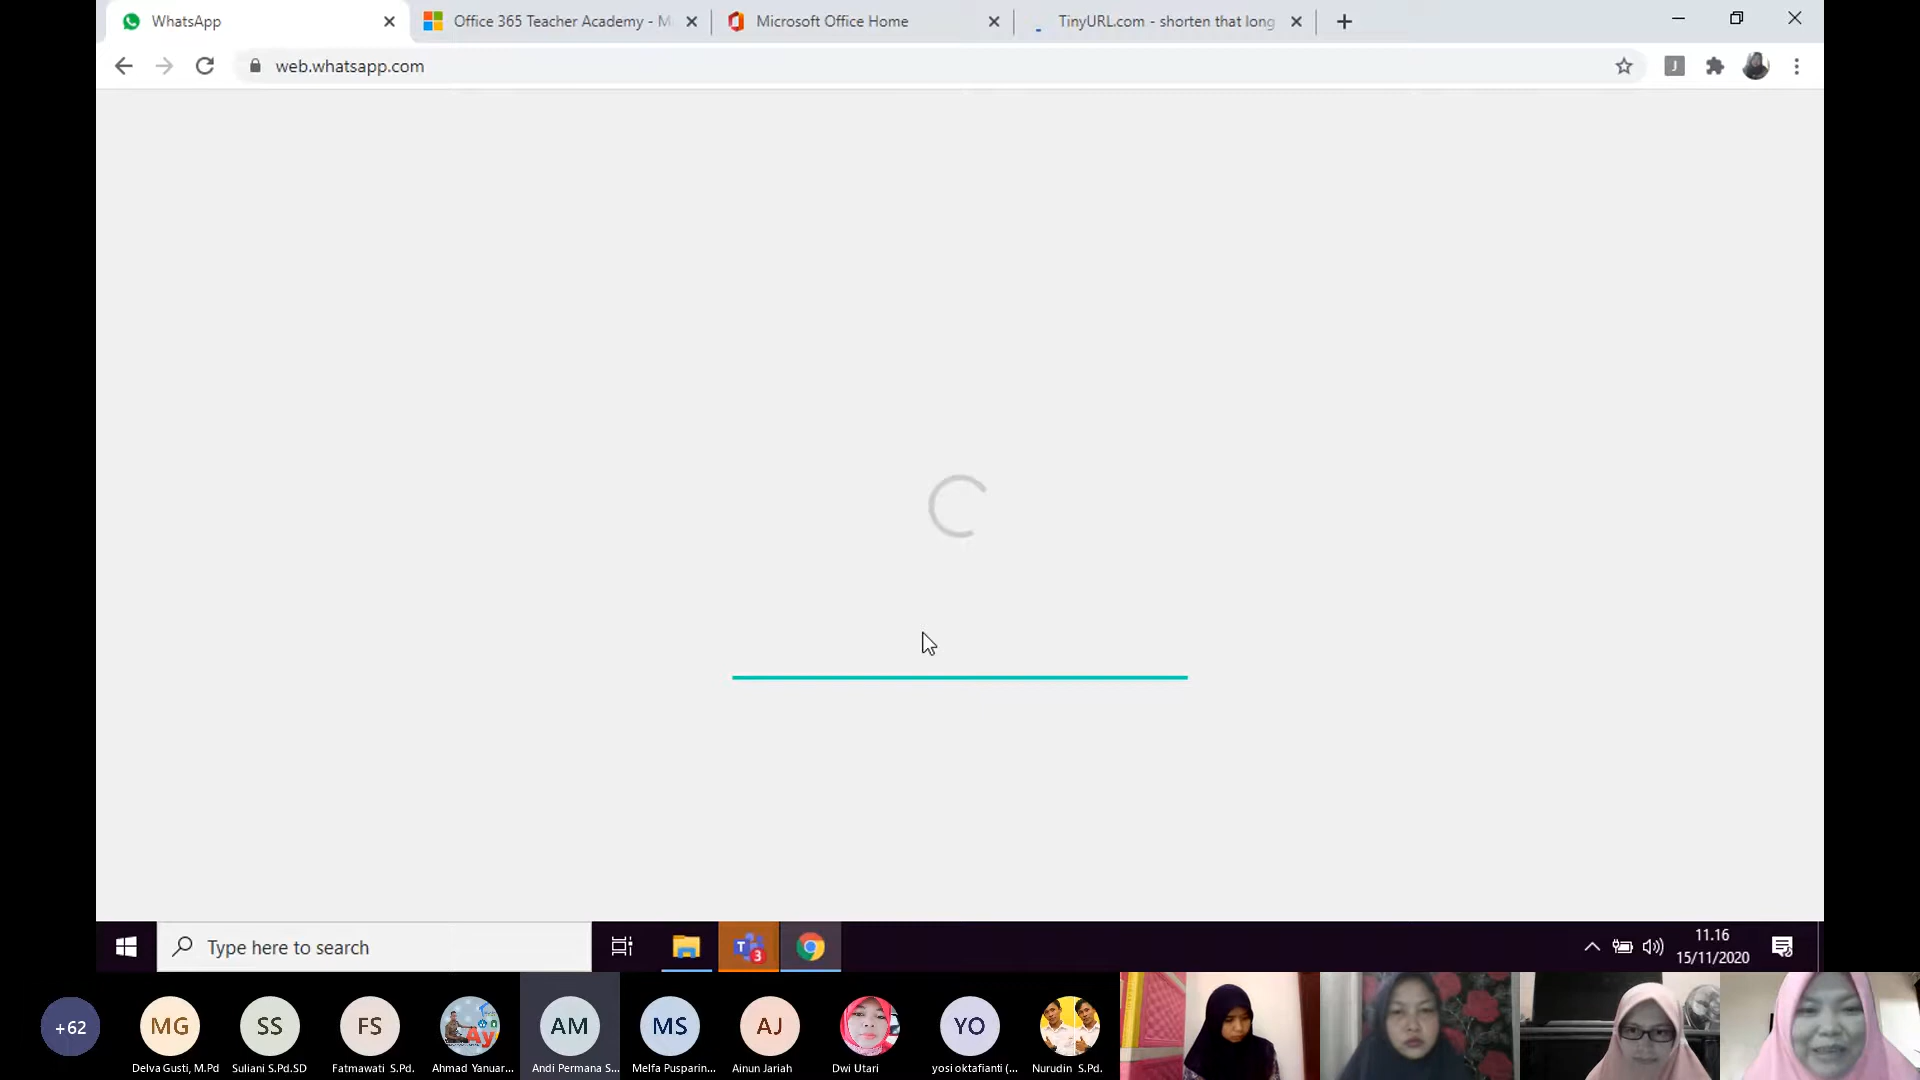 WhatsApp
Office 365 Teacher Academy - M
Microsoft Office Home
TinyURL.com - shorten that long
web.whatsapp.com
J
Type here to search
T 3
11.16
15/11/2020
+62
MG
SS
FS
Ay
AM
MS
AJ
YO
Delva Gusti, M.Pd
Suliani S.Pd.SD
Fatmawati S.Pd.
Ahmad Yanuar...
Andi Permana S...
Melfa Pusparin...
Ainun Jariah
Dwi Utari
yosi oktafianti (...
Nurudin S.Pd.